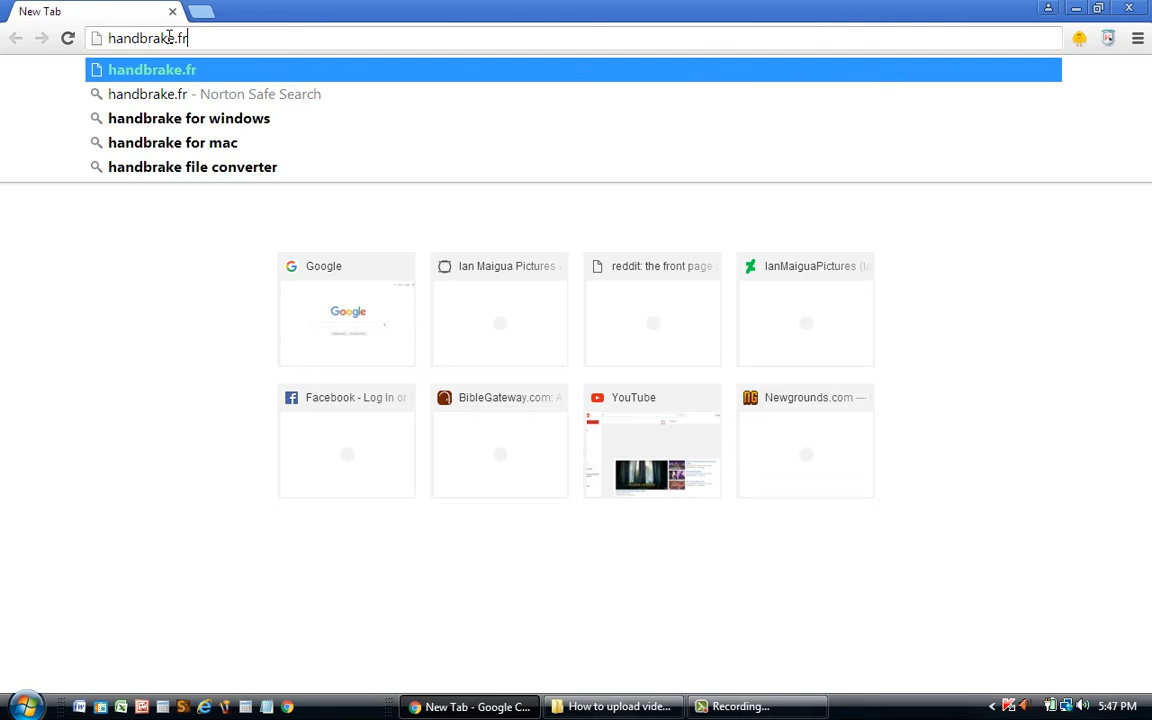 New Tab
handbrake.fr
handbrake.fr
handbrake.fr - Norton Safe Search
handbrake for windows
handbrake for mac
handbrake file converter
Google
Ian Maigua Pictures
reddit: the front page
IanMaiguaPictures (I
Google
Facebook - Log In or
BibleGateway.com: A
YouTube
Newgrounds.com —
New Tab - Google C...
How to upload vide...
Recording...
5:47 PM